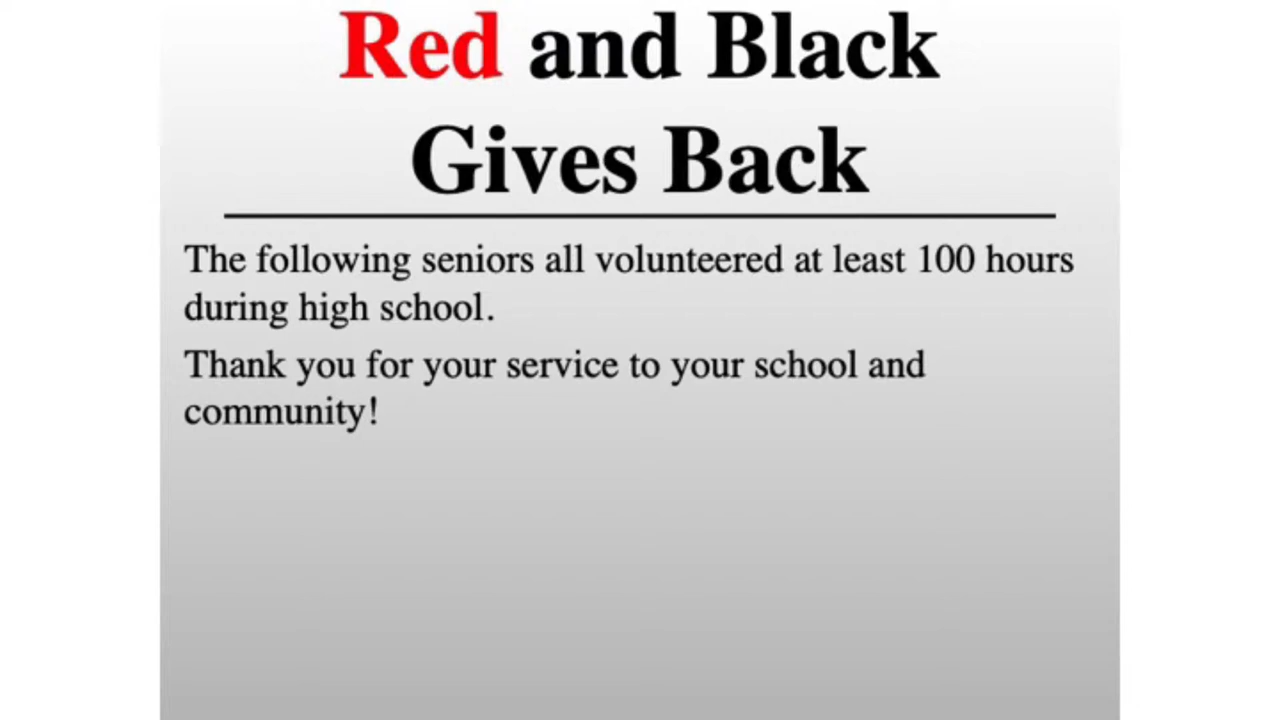 Red and Black
Gives Back
The following seniors all volunteered at least 100 hours
during high school.
Thank you for your service to your school and
community!